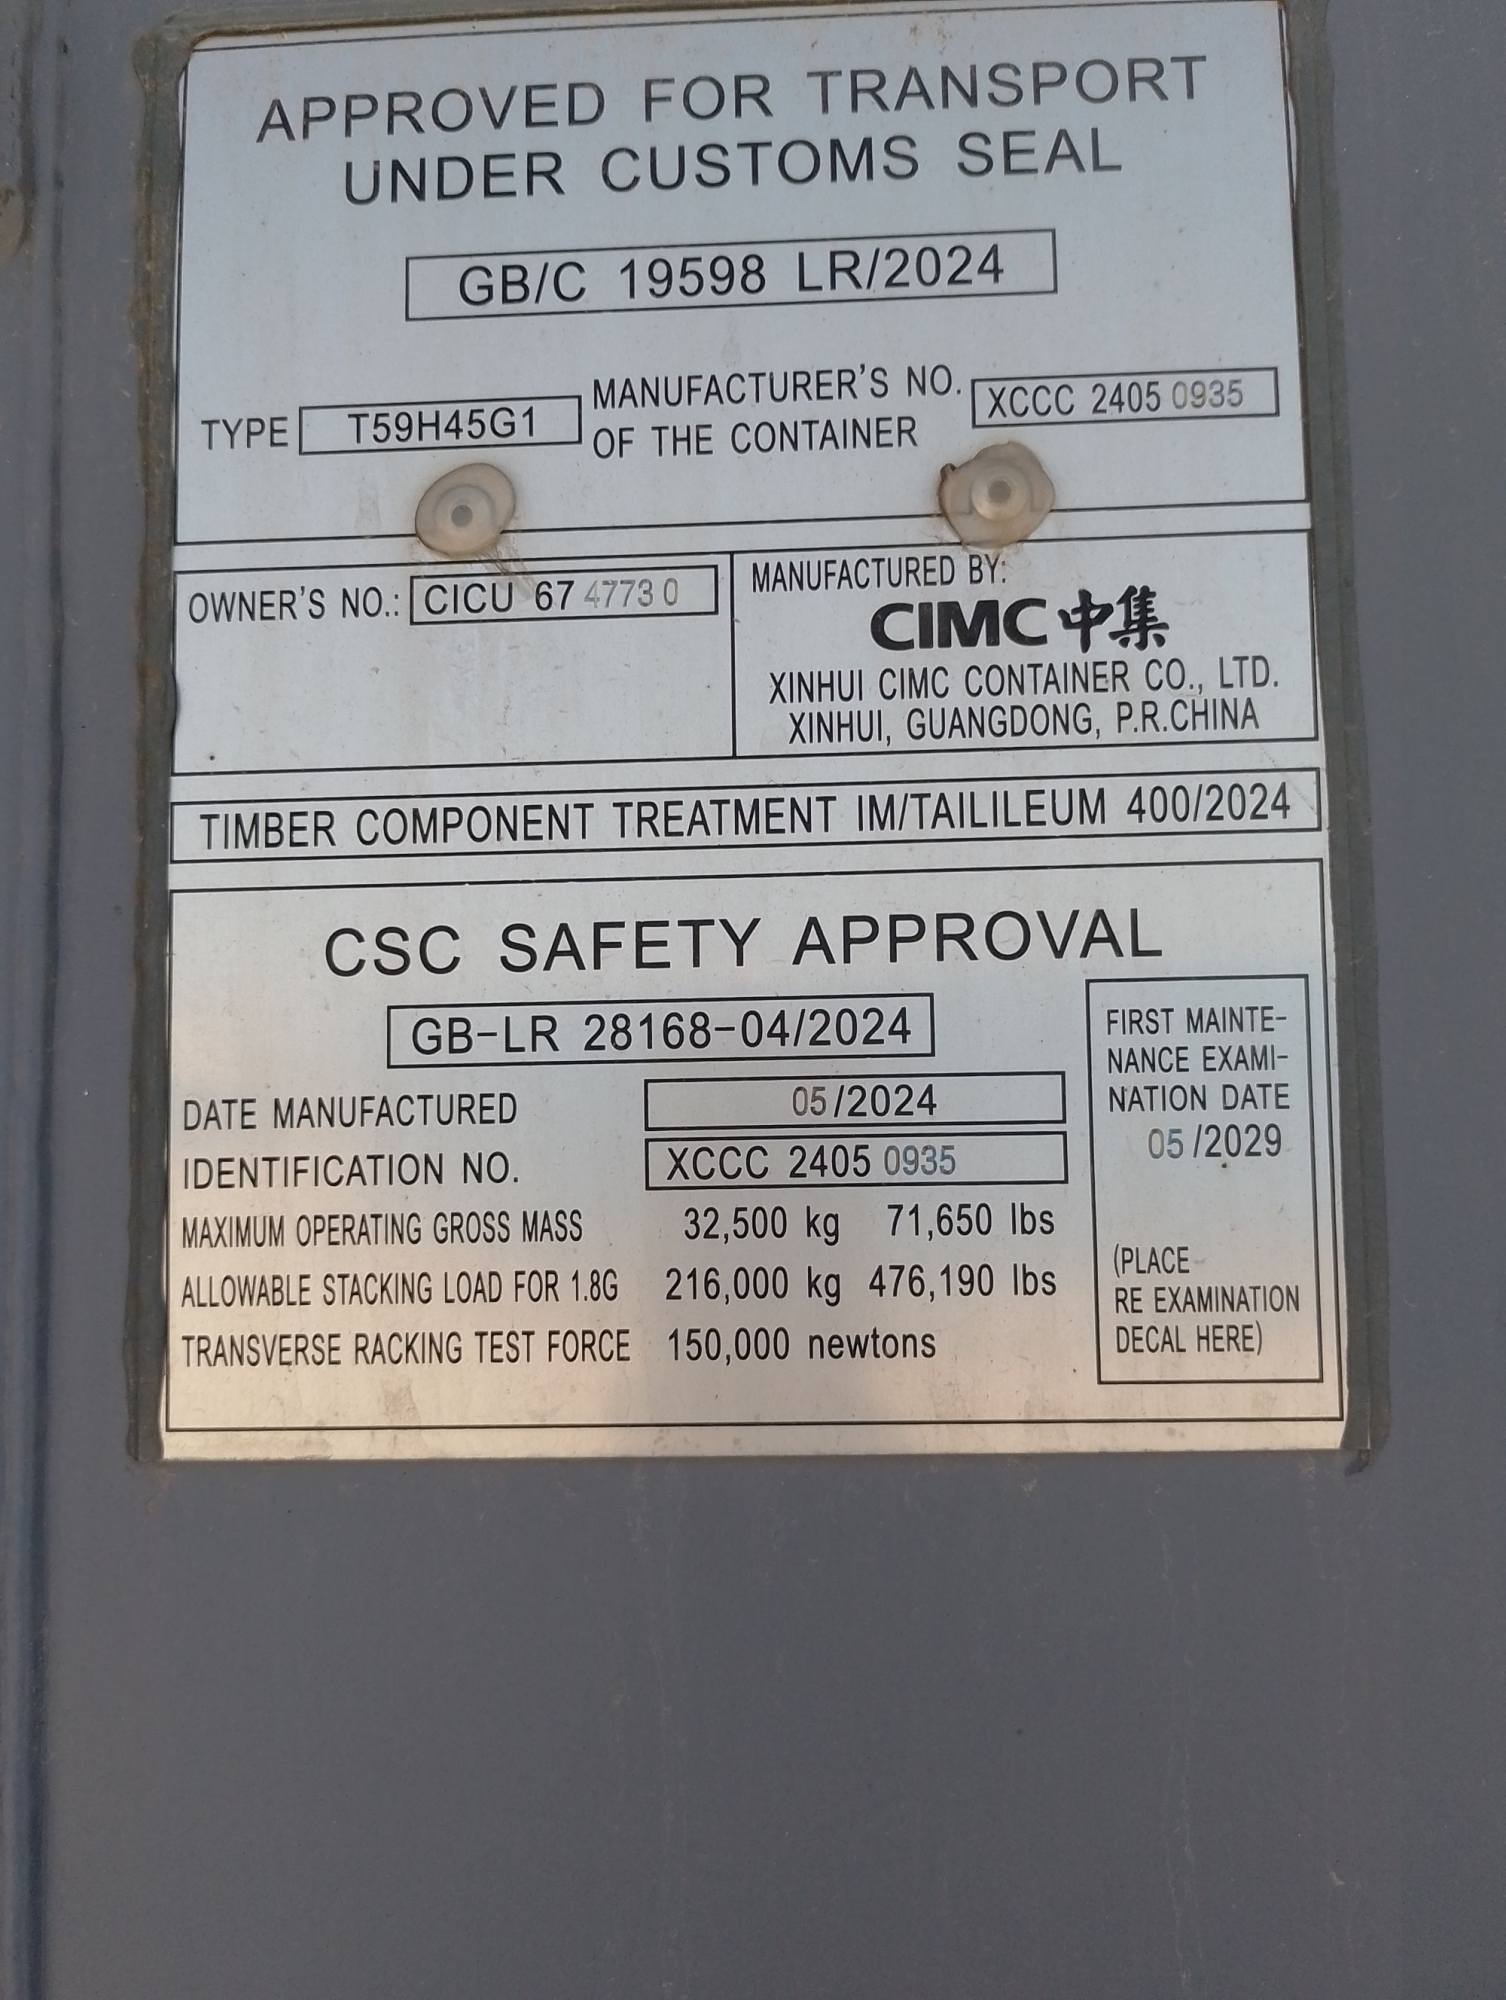 APPROVED FOR TRANSPORT
UNDER CUSTOMS SEAL
GB/C 19598 LR/2024
TYPE T59H45G1
MANUFACTURER'S NO.
OF THE CONTAINER
XCCC 2405 0935
OWNER'S NO.: CICU 67 4773 0
MANUFACTURED BY:
CIMC 中集
XINHUI CIMC CONTAINER CO., LTD.
XINHUI, GUANGDONG, P.R.CHINA
TIMBER COMPONENT TREATMENT IM/TAILILEUM 400/2024
CSC SAFETY APPROVAL
GB-LR 28168-04/2024
DATE MANUFACTURED 05/2024
IDENTIFICATION NO. XCCC 2405 0935
MAXIMUM OPERATING GROSS MASS 32,500 kg 71,650 lbs
ALLOWABLE STACKING LOAD FOR 1.8G 216,000 kg 476,190 lbs
TRANSVERSE RACKING TEST FORCE 150,000 newtons
FIRST MAINTE-
NANCE EXAMI-
NATION DATE
05/2029
(PLACE
RE EXAMINATION
DECAL HERE)